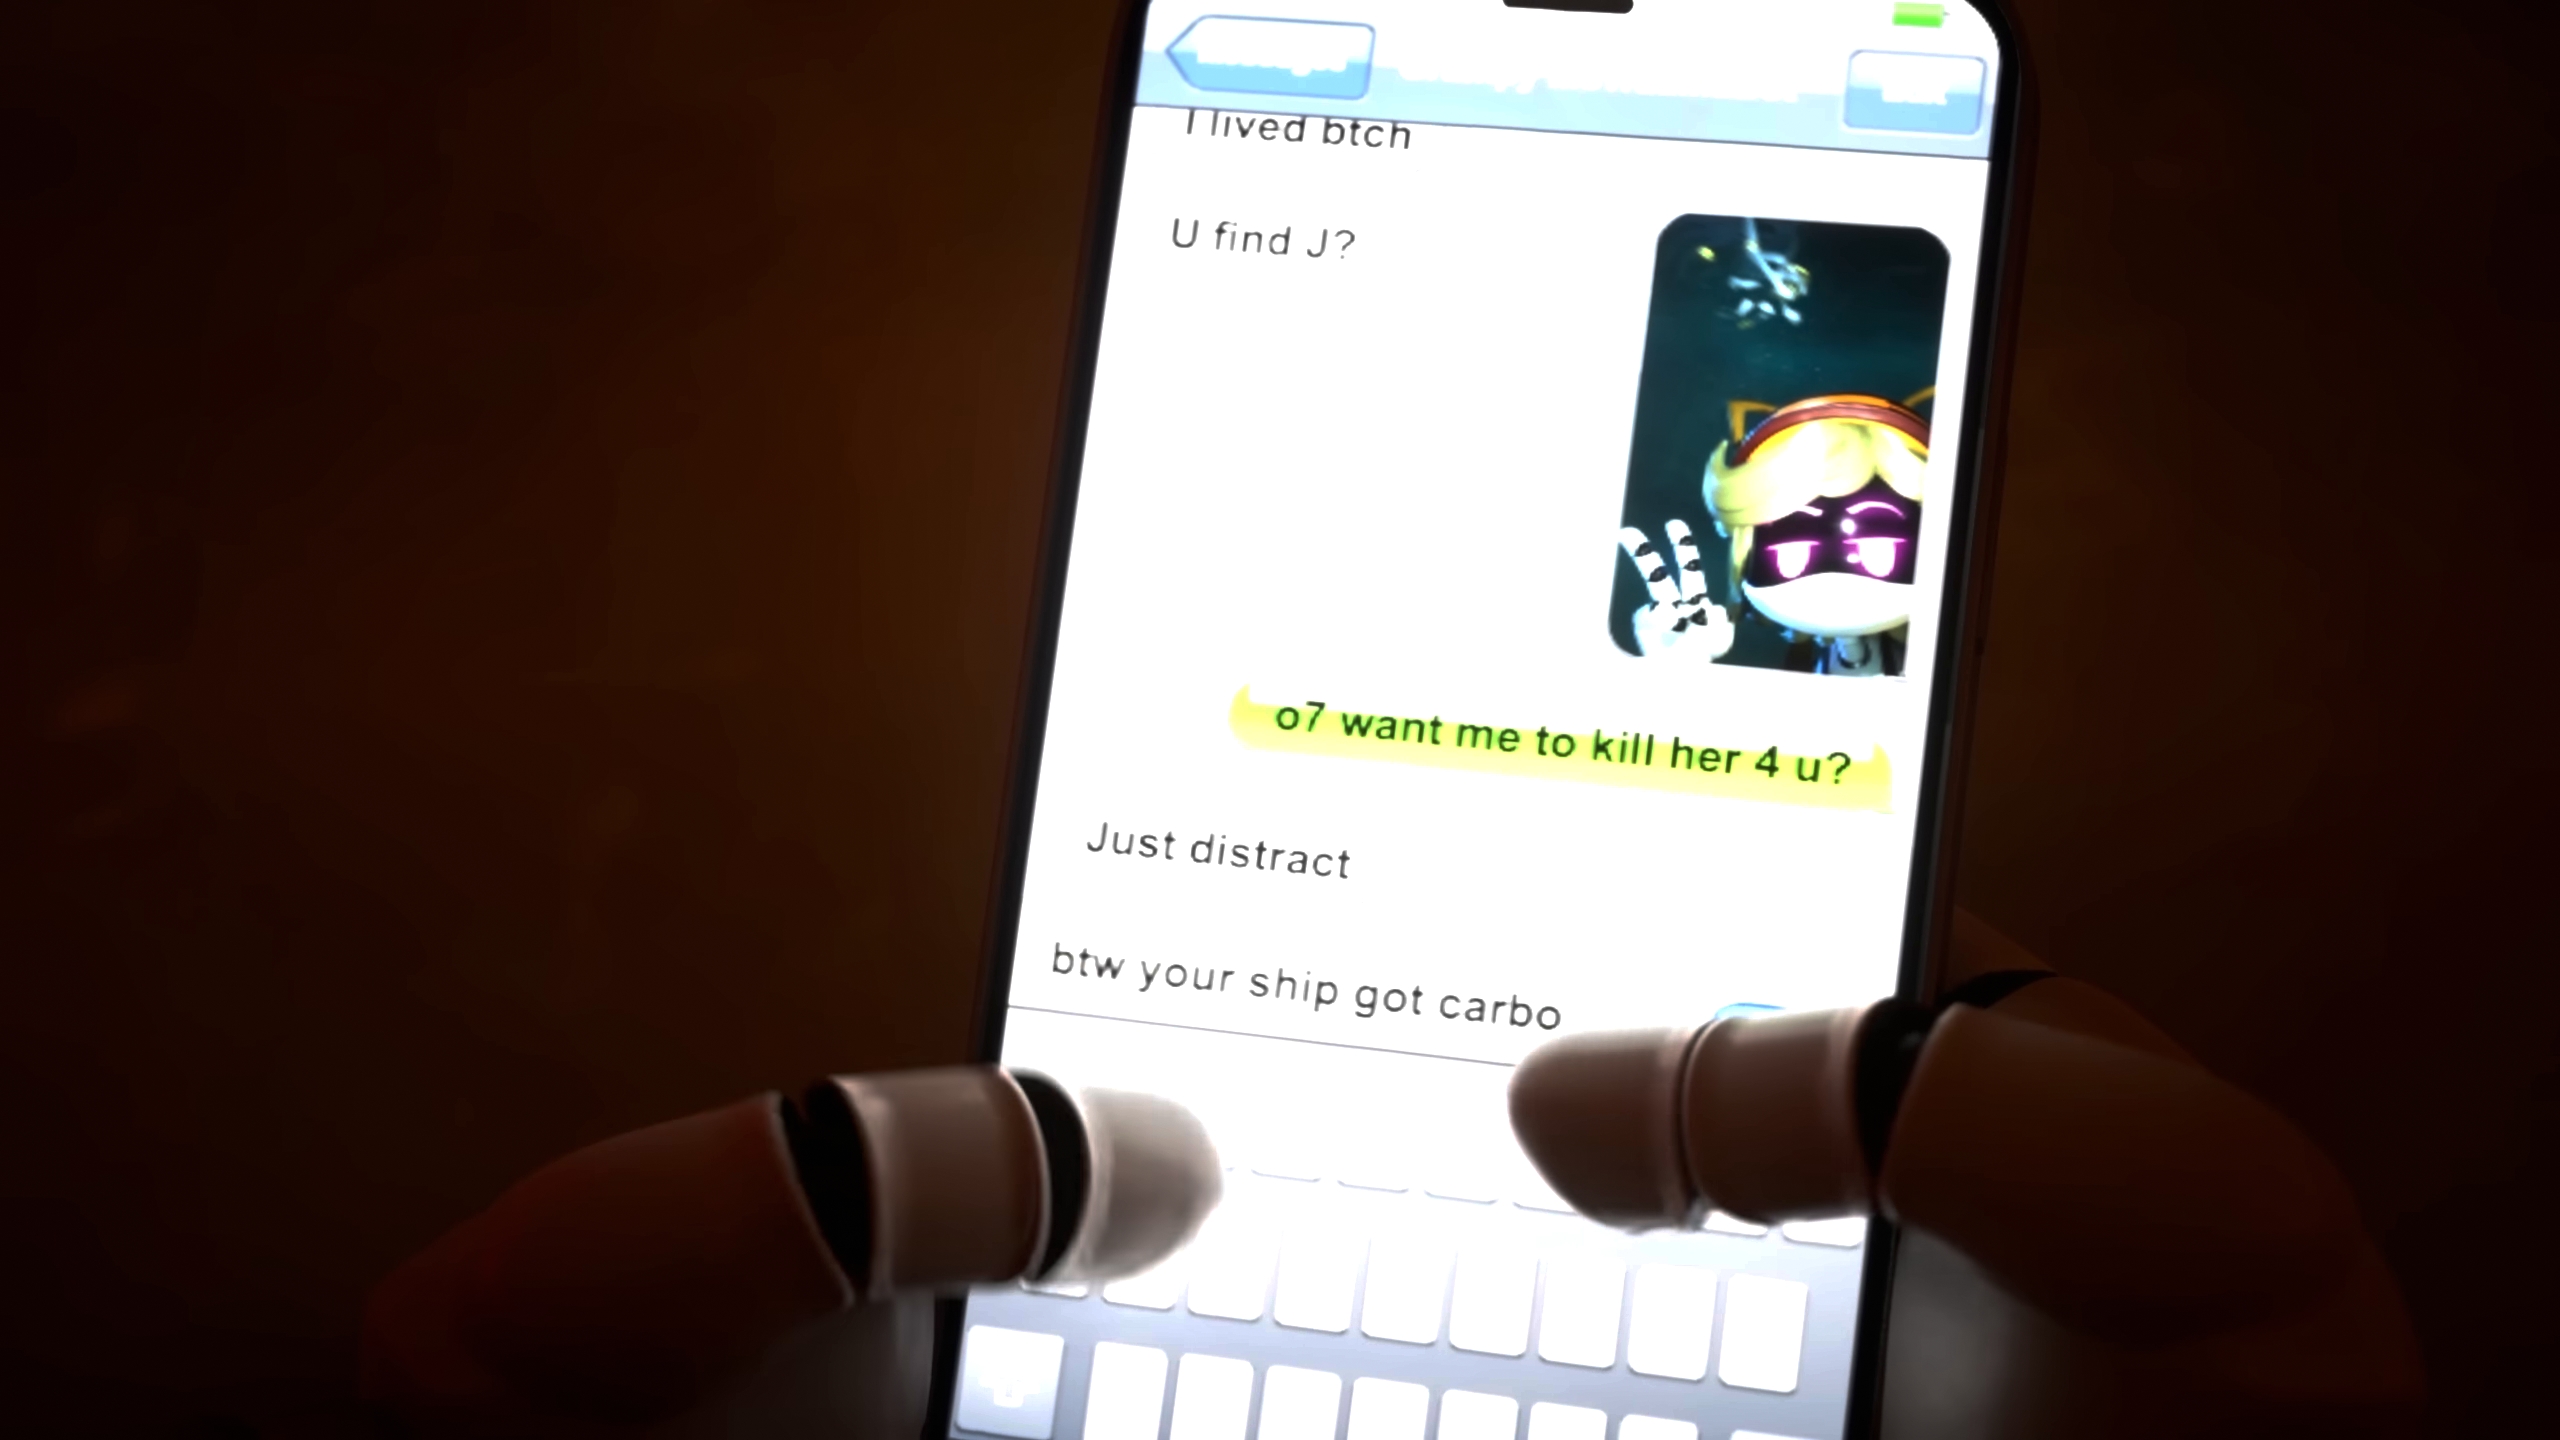 I lived btch
U find J?
o7 want me to kill her 4 u?
Just distract
btw your ship got carbo